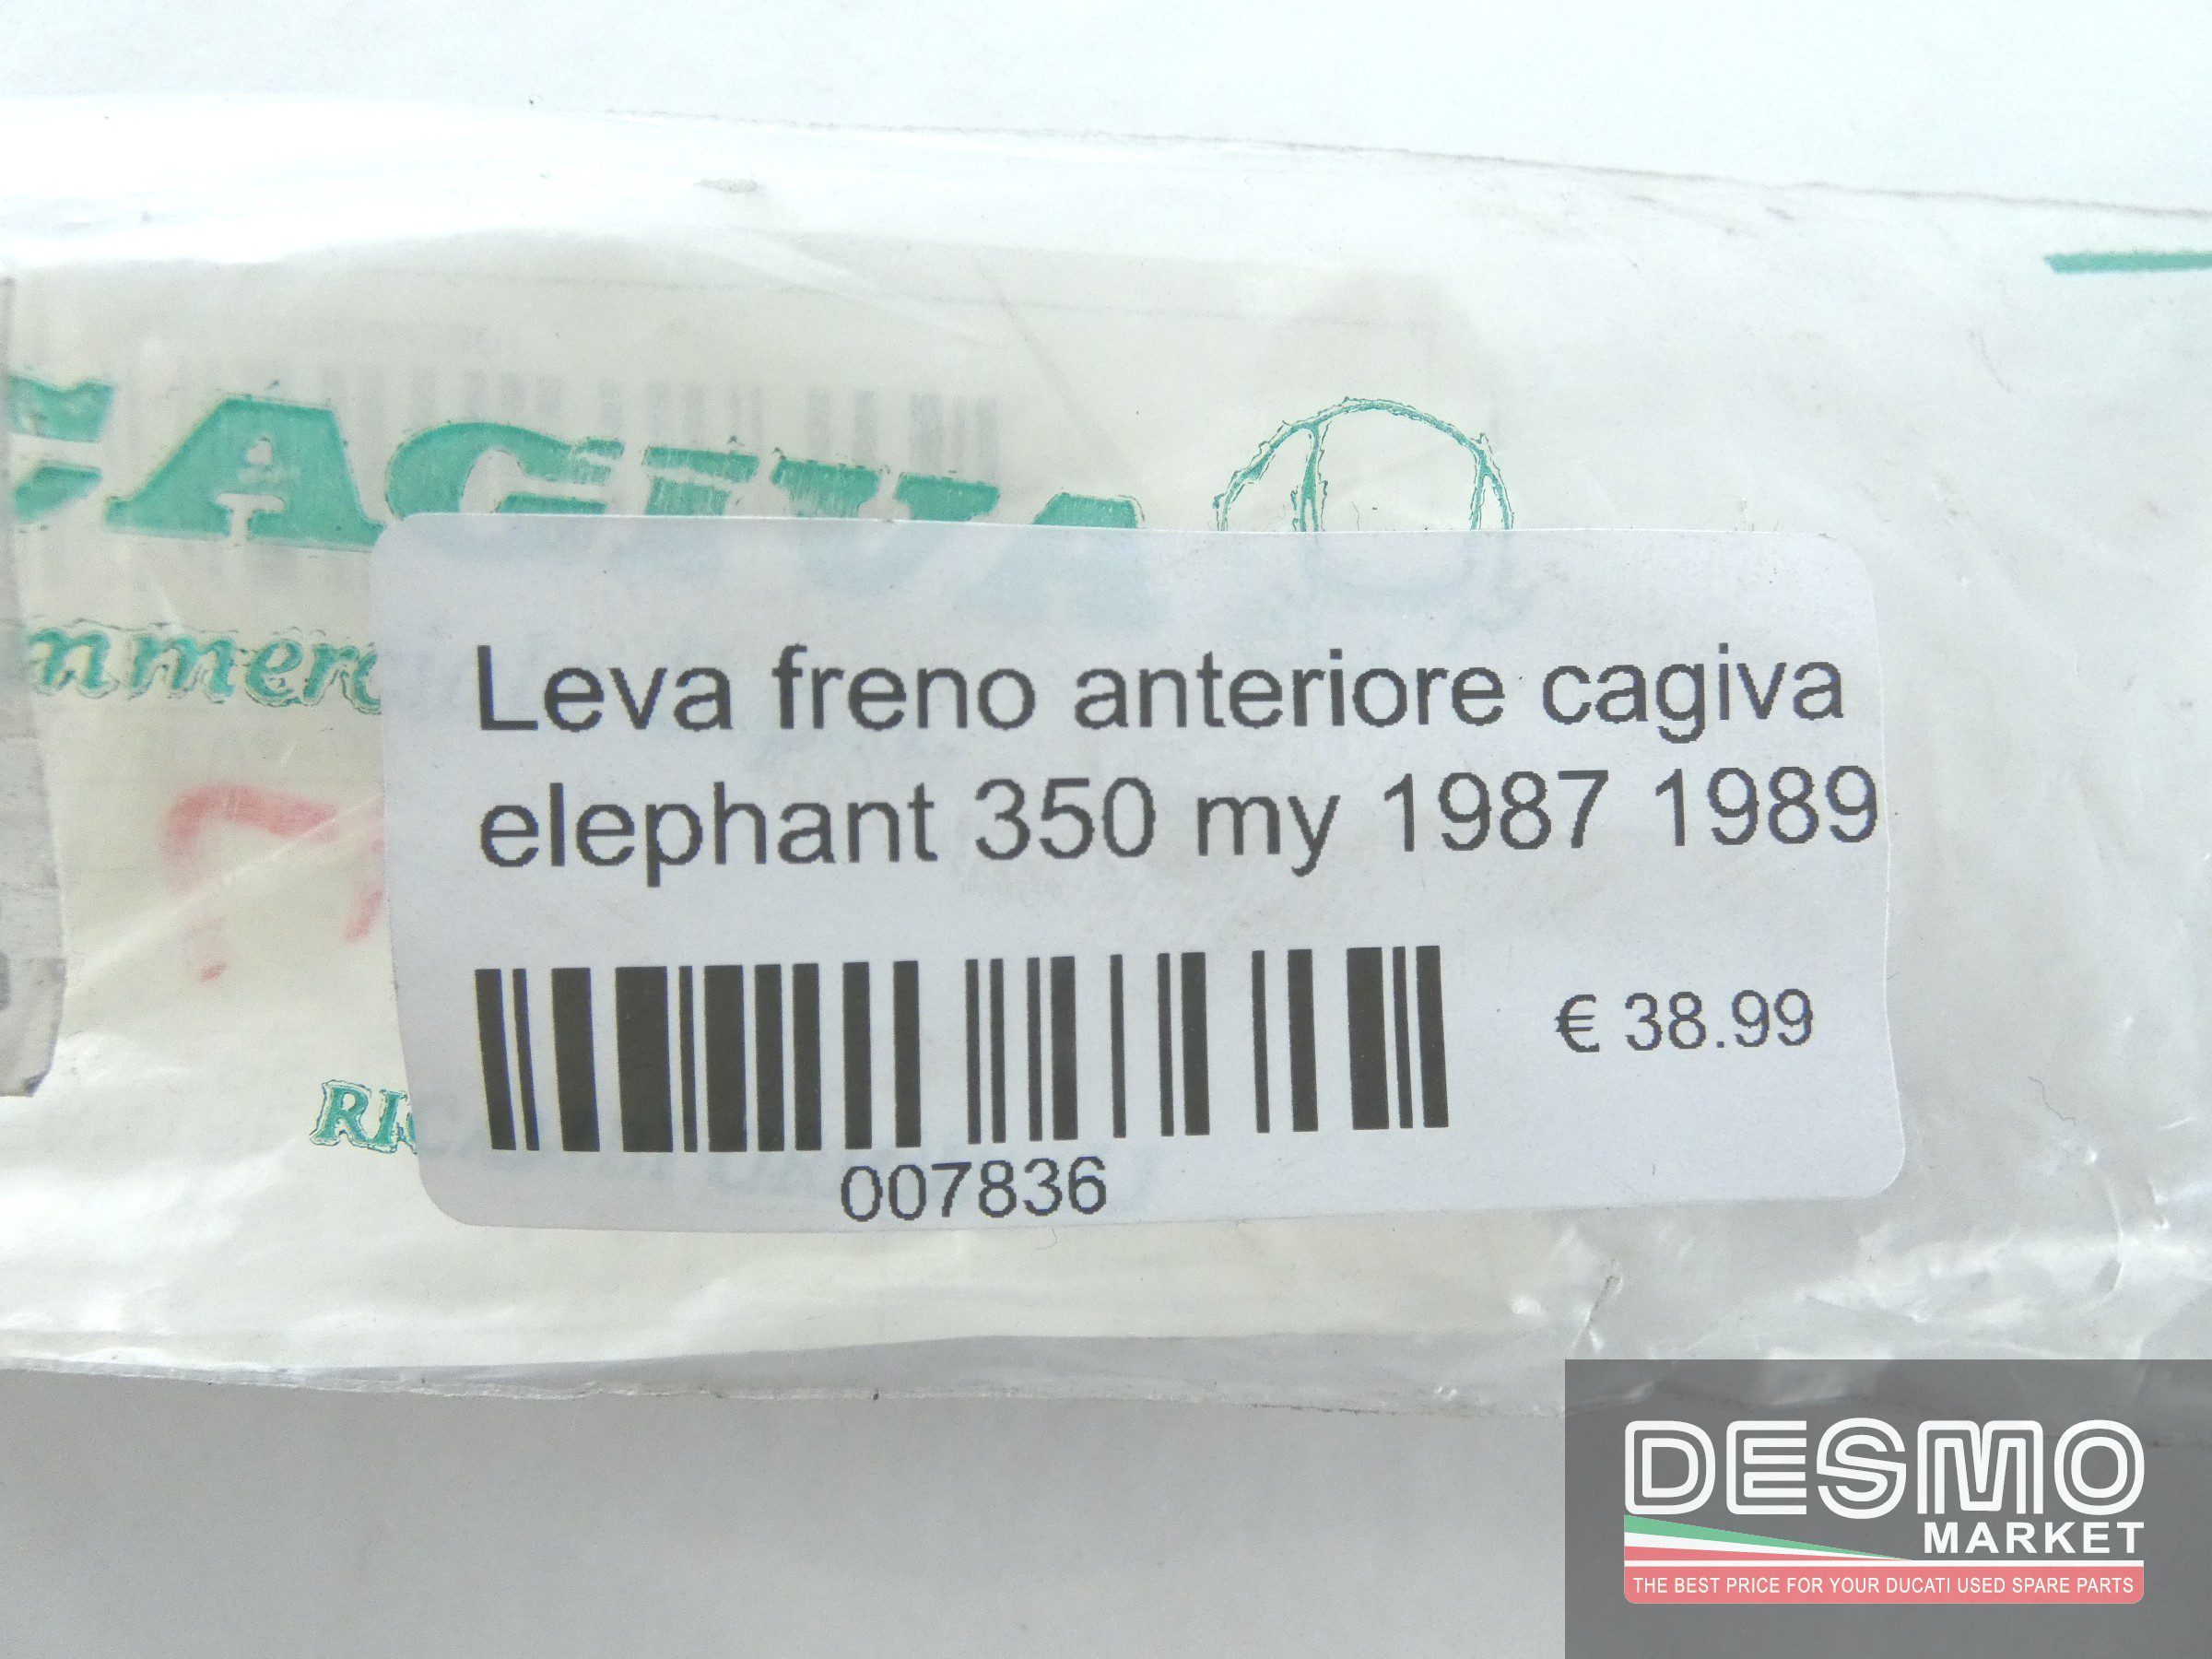 CAGIVA
Leva freno anteriore cagiva
elephant 350 my 1987 1989
€ 38.99
007836
DESMO
MARKET
THE BEST PRICE FOR YOUR DUCATI USED SPARE PARTS